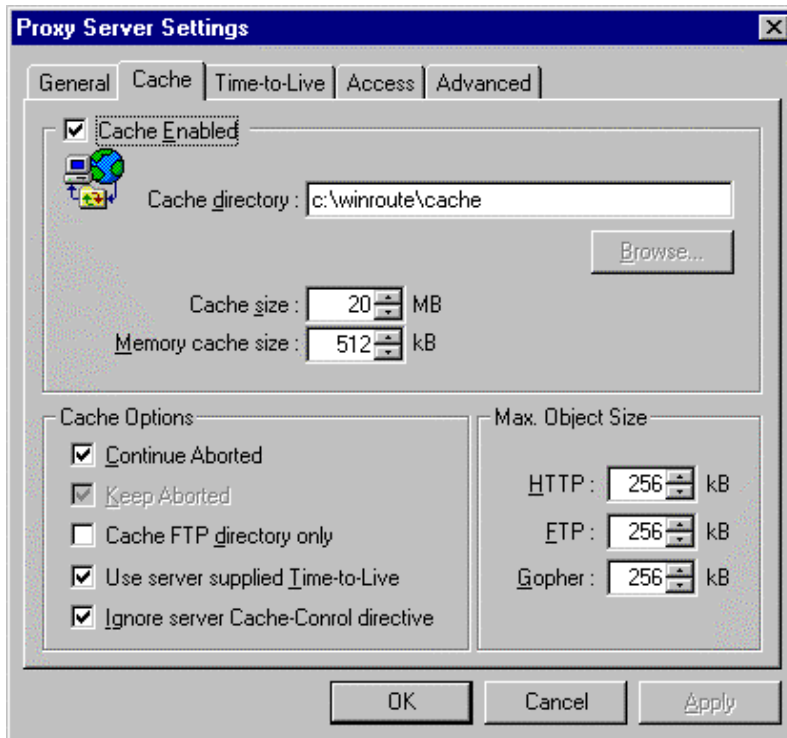 Proxy Server Settings
General Cache Time-to-Live Access Advanced
Cache Enabled
Cache directory : c:\winroute\cache
Browse...
Cache size : 20 MB
Memory cache size : 512 kB
Cache Options
Continue Aborted
Keep Aborted
Cache FTP directory only
Use server supplied Time-to-Live
Ignore server Cache-Conrol directive
Max. Object Size
HTTP : 256 kB
FTP : 256 kB
Gopher : 256 kB
OK Cancel Apply